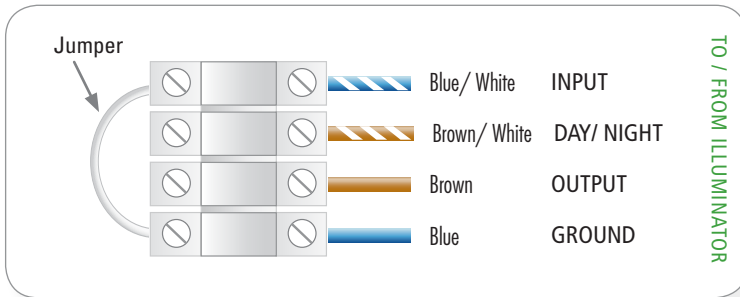 Jumper
Blue/ White INPUT
Brown/ White DAY/ NIGHT
Brown OUTPUT
Blue GROUND
TO / FROM ILLUMINATOR